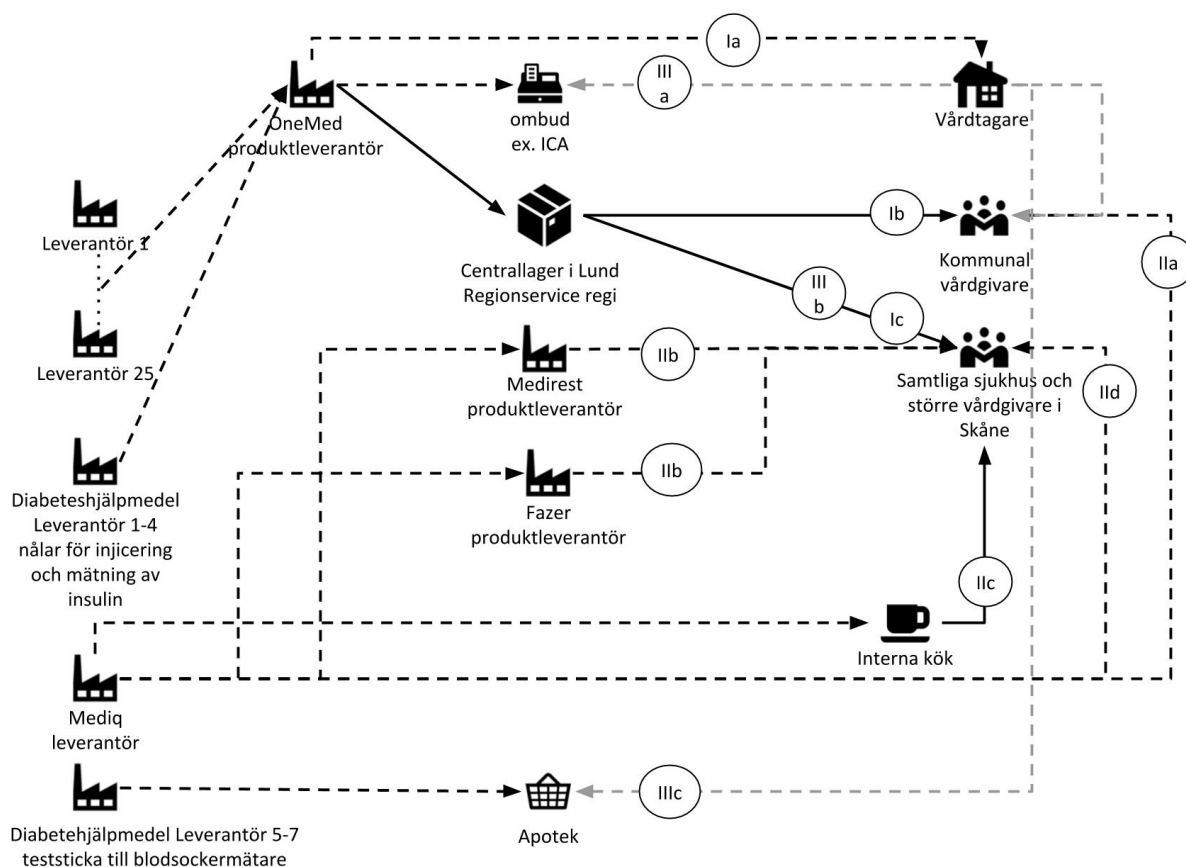 Ia
OneMed
produktleverantör
ombud
ex. ICA
III
a
Vårdtagare
Leverantör 1
Leverantör 25
Centrallager i Lund
Regionservice regi
Ib
Kommunal
vårdgivare
IIa
III
b
Ic
Medirest
produktleverantör
IIb
Samtliga sjukhus och
större vårdgivare i
Skåne
IId
Diabeteshjälpmedel
Leverantör 1-4
nålar för injicering
och mätning av
insulin
Fazer
produktleverantör
IIb
IIc
Interna kök
Mediq
leverantör
Diabetehjälpmedel Leverantör 5-7
teststicka till blodsockermätare
Apotek
IIIc